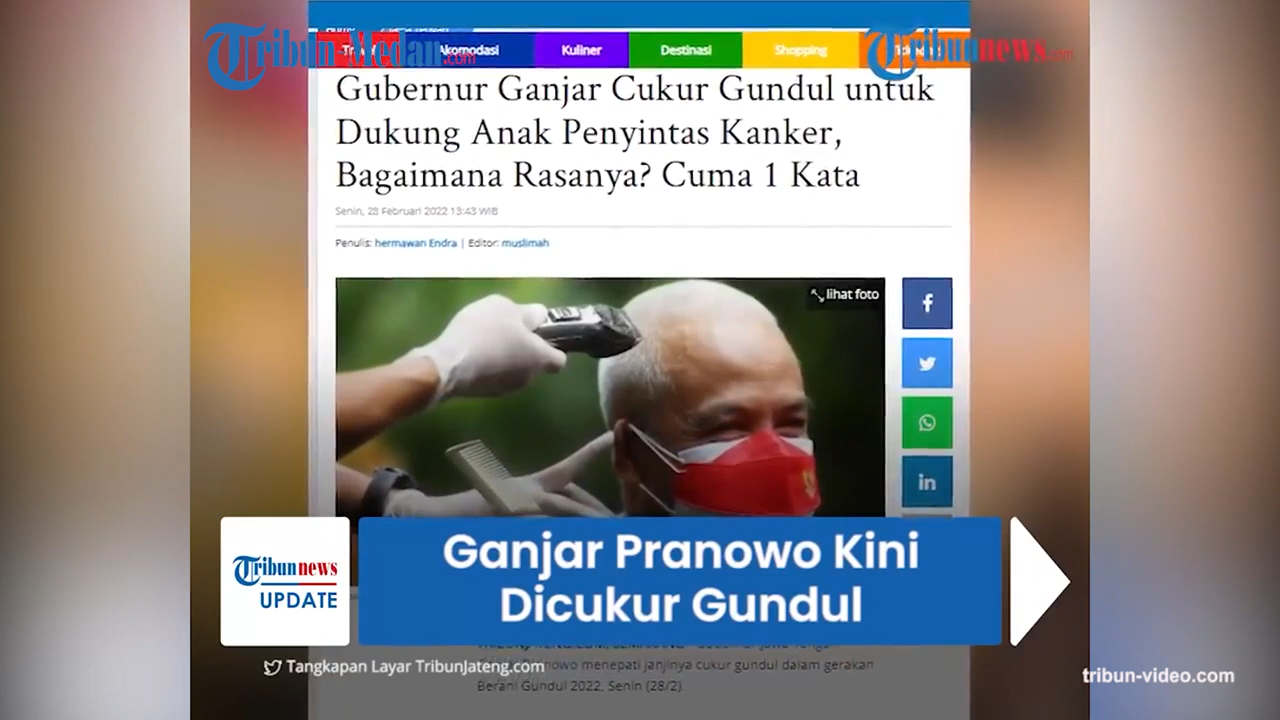 Tribun-Medan.com
Tribunnews.com
Akomodasi
Kuliner
Destinasi
Shopping
Gubernur Ganjar Cukur Gundul untuk
Dukung Anak Penyintas Kanker,
Bagaimana Rasanya? Cuma 1 Kata
Senin, 28 Februari 2022 13:43 WIB
Penulis: hermawan Endra | Editor: muslimah
lihat foto
Tribunnews
UPDATE
Ganjar Pranowo Kini
Dicukur Gundul
Tangkapan Layar TribunJateng.com
Pranowo menepati janjinya cukur gundul dalam gerakan
Berani Gundul 2022, Senin (28/2)
tribun-video.com